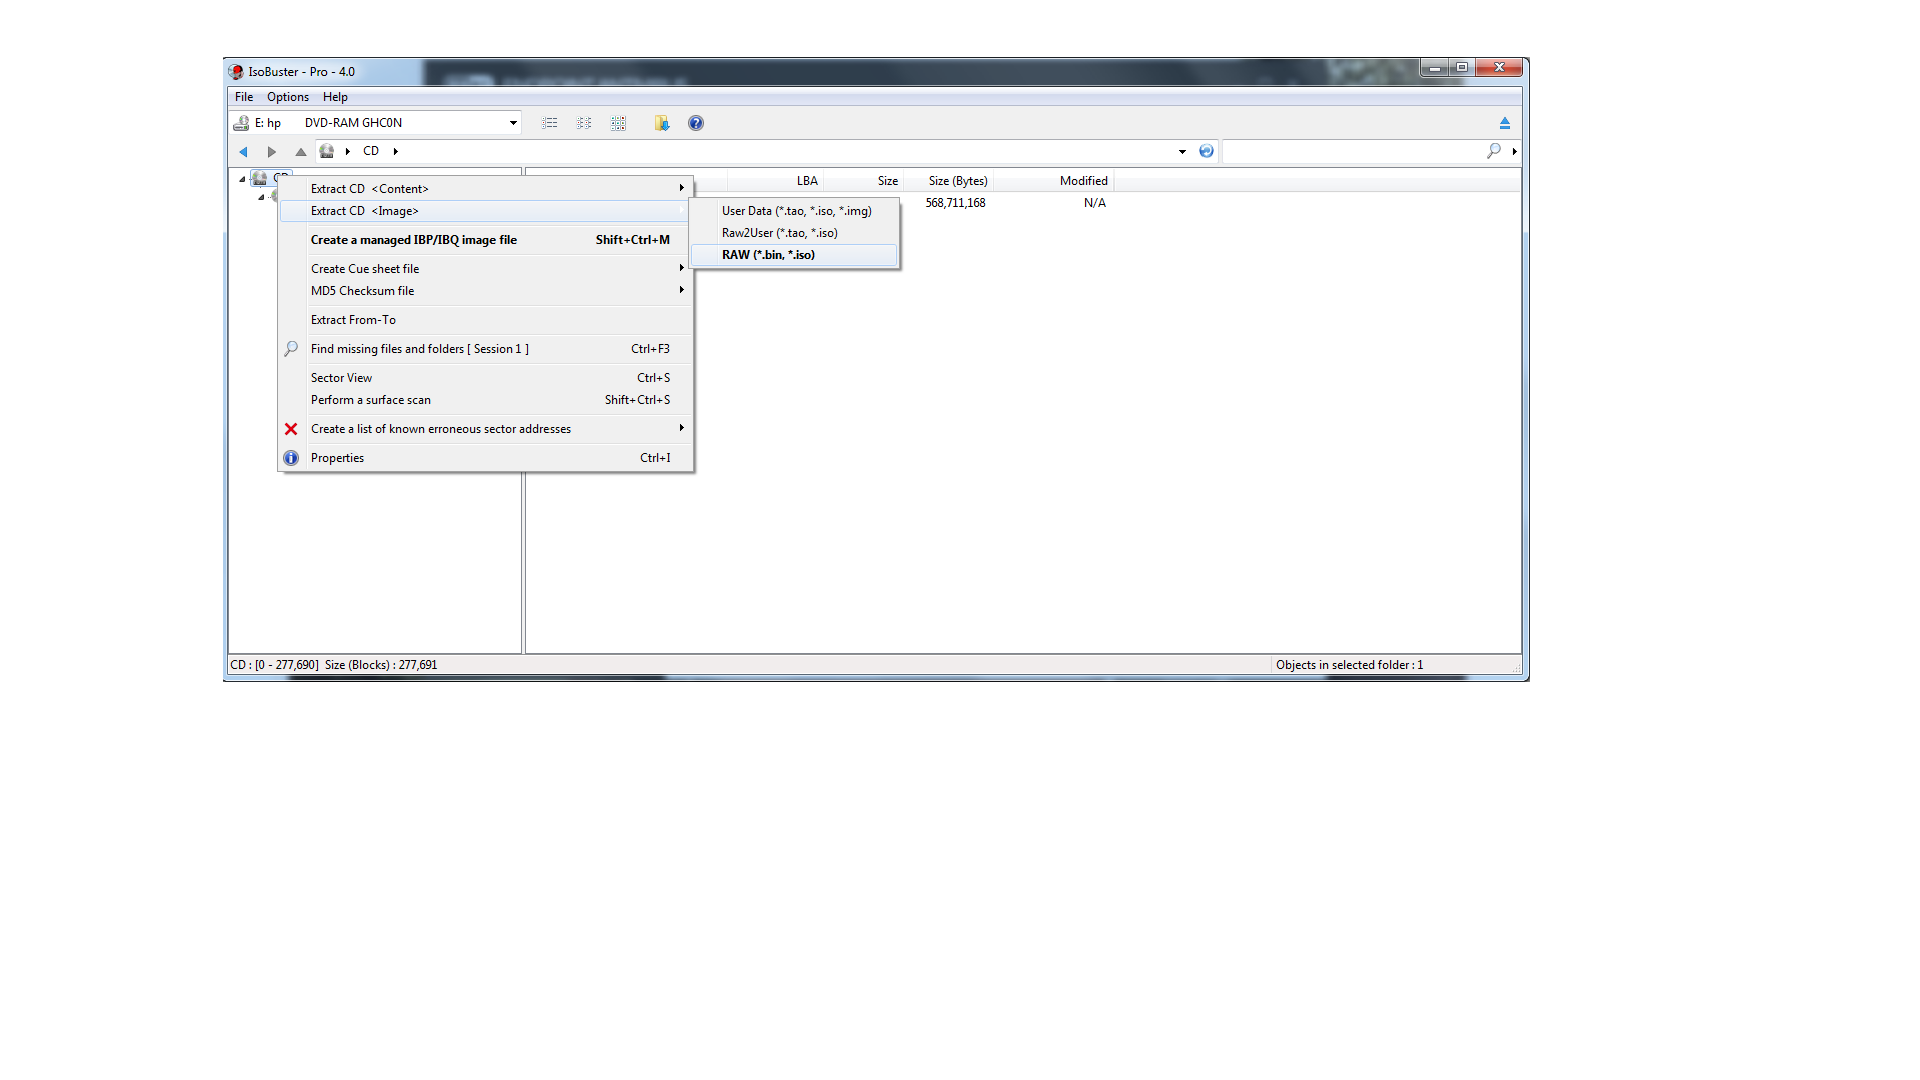 IsoBuster - Pro - 4.0
File Options Help
E: hp DVD-RAM GHC0N
CD
LBA Size Size (Bytes) Modified
568,711,168 N/A
Extract CD <Content>
Extract CD <Image>
Create a managed IBP/IBQ image file Shift+Ctrl+M
Create Cue sheet file
MD5 Checksum file
Extract From-To
Find missing files and folders [ Session 1 ] Ctrl+F3
Sector View Ctrl+S
Perform a surface scan Shift+Ctrl+S
Create a list of known erroneous sector addresses
Properties Ctrl+I
User Data (*.tao, *.iso, *.img)
Raw2User (*.tao, *.iso)
RAW (*.bin, *.iso)
CD : [0 - 277,690] Size (Blocks) : 277,691
Objects in selected folder : 1